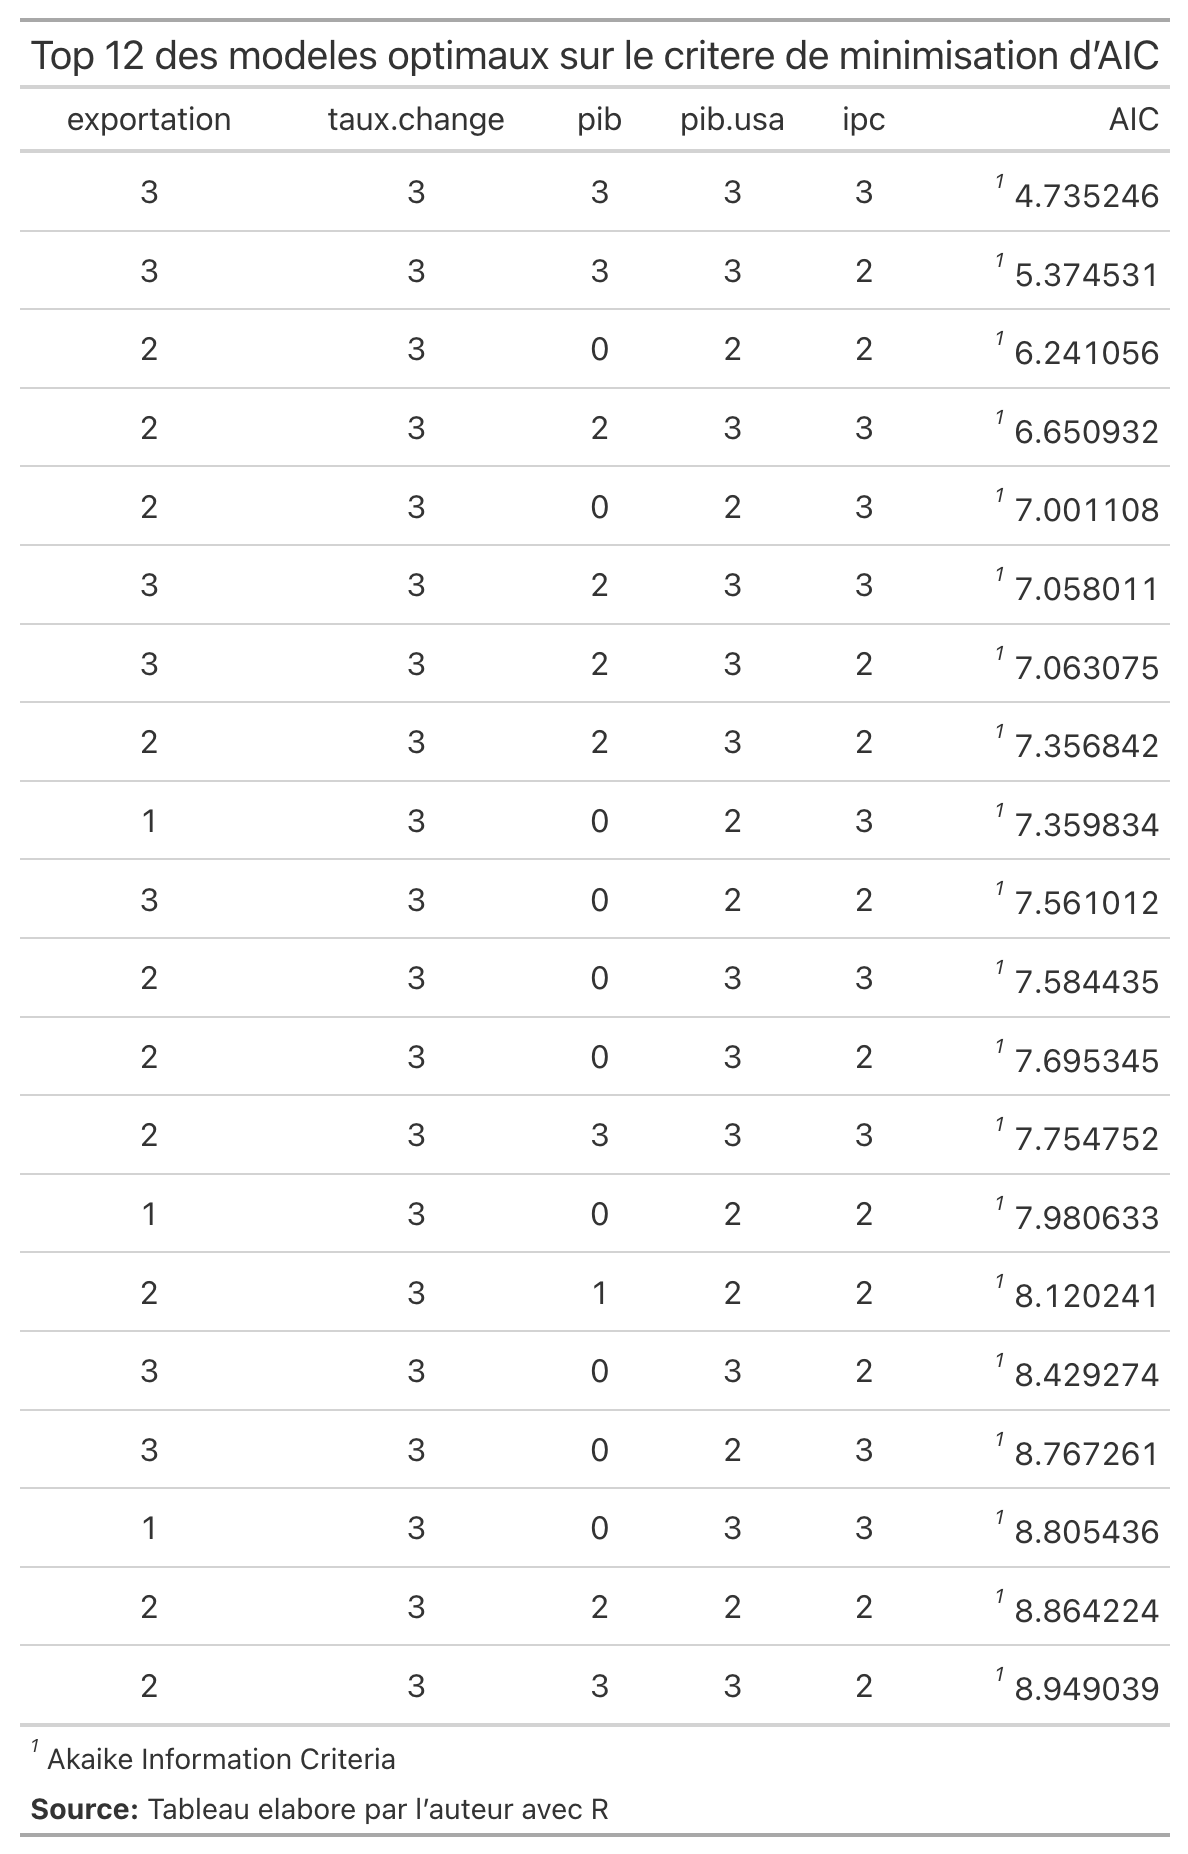 Top 12 des modeles optimaux sur le critere de minimisation d’AIC
exportation taux.change pib pib.usa ipc AIC
3 3 3 3 3 1 4.735246
3 3 3 3 2 1 5.374531
2 3 0 2 2 1 6.241056
2 3 2 3 3 1 6.650932
2 3 0 2 3 1 7.001108
3 3 2 3 3 1 7.058011
3 3 2 3 2 1 7.063075
2 3 2 3 2 1 7.356842
1 3 0 2 3 1 7.359834
3 3 0 2 2 1 7.561012
2 3 0 3 3 1 7.584435
2 3 0 3 2 1 7.695345
2 3 3 3 3 1 7.754752
1 3 0 2 2 1 7.980633
2 3 1 2 2 1 8.120241
3 3 0 3 2 1 8.429274
3 3 0 2 3 1 8.767261
1 3 0 3 3 1 8.805436
2 3 2 2 2 1 8.864224
2 3 3 3 2 1 8.949039
1 Akaike Information Criteria
Source: Tableau elabore par l’auteur avec R